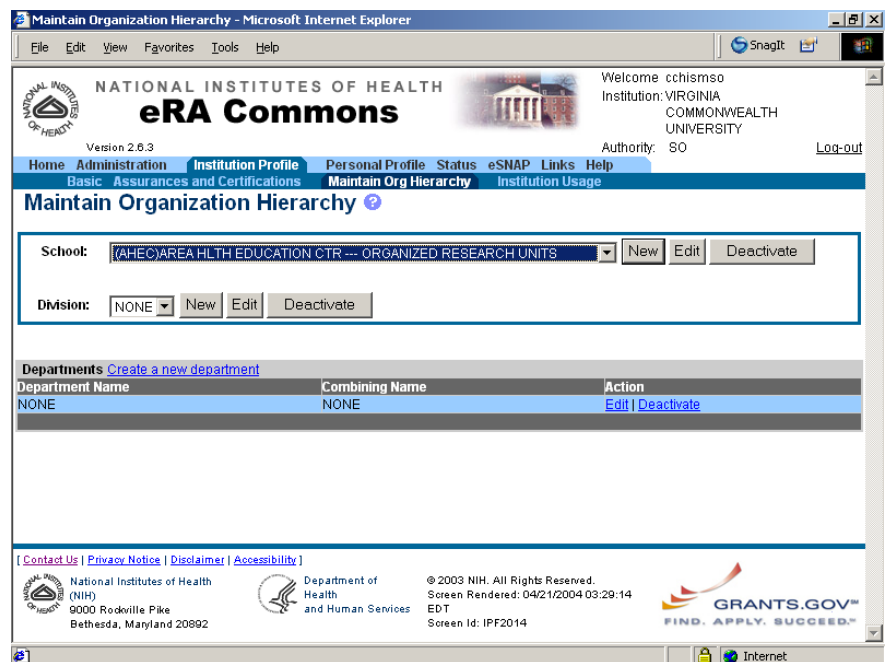 Maintain Organization Hierarchy - Microsoft Internet Explorer
File Edit View Favorites Tools Help SnagIt
NATIONAL INSTITUTES OF HEALTH
eRA Commons
Version 2.6.3
Welcome cchismso
Institution: VIRGINIA
COMMONWEALTH
UNIVERSITY
Authority: SO Log-out
Home Administration Institution Profile Personal Profile Status eSNAP Links Help
Basic Assurances and Certifications Maintain Org Hierarchy Institution Usage
Maintain Organization Hierarchy ?
School: (AHEC)AREA HLTH EDUCATION CTR --- ORGANIZED RESEARCH UNITS New Edit Deactivate
Division: NONE New Edit Deactivate
Departments Create a new department
Department Name Combining Name Action
NONE NONE Edit | Deactivate
[ Contact Us | Privacy Notice | Disclaimer | Accessibility ]
National Institutes of Health
(NIH)
9000 Rockville Pike
Bethesda, Maryland 20892
Department of
Health
and Human Services
© 2003 NIH. All Rights Reserved.
Screen Rendered: 04/21/2004 03:29:14
EDT
Screen Id: IPF2014
GRANTS.GOV℠
FIND. APPLY. SUCCEED.℠
Internet